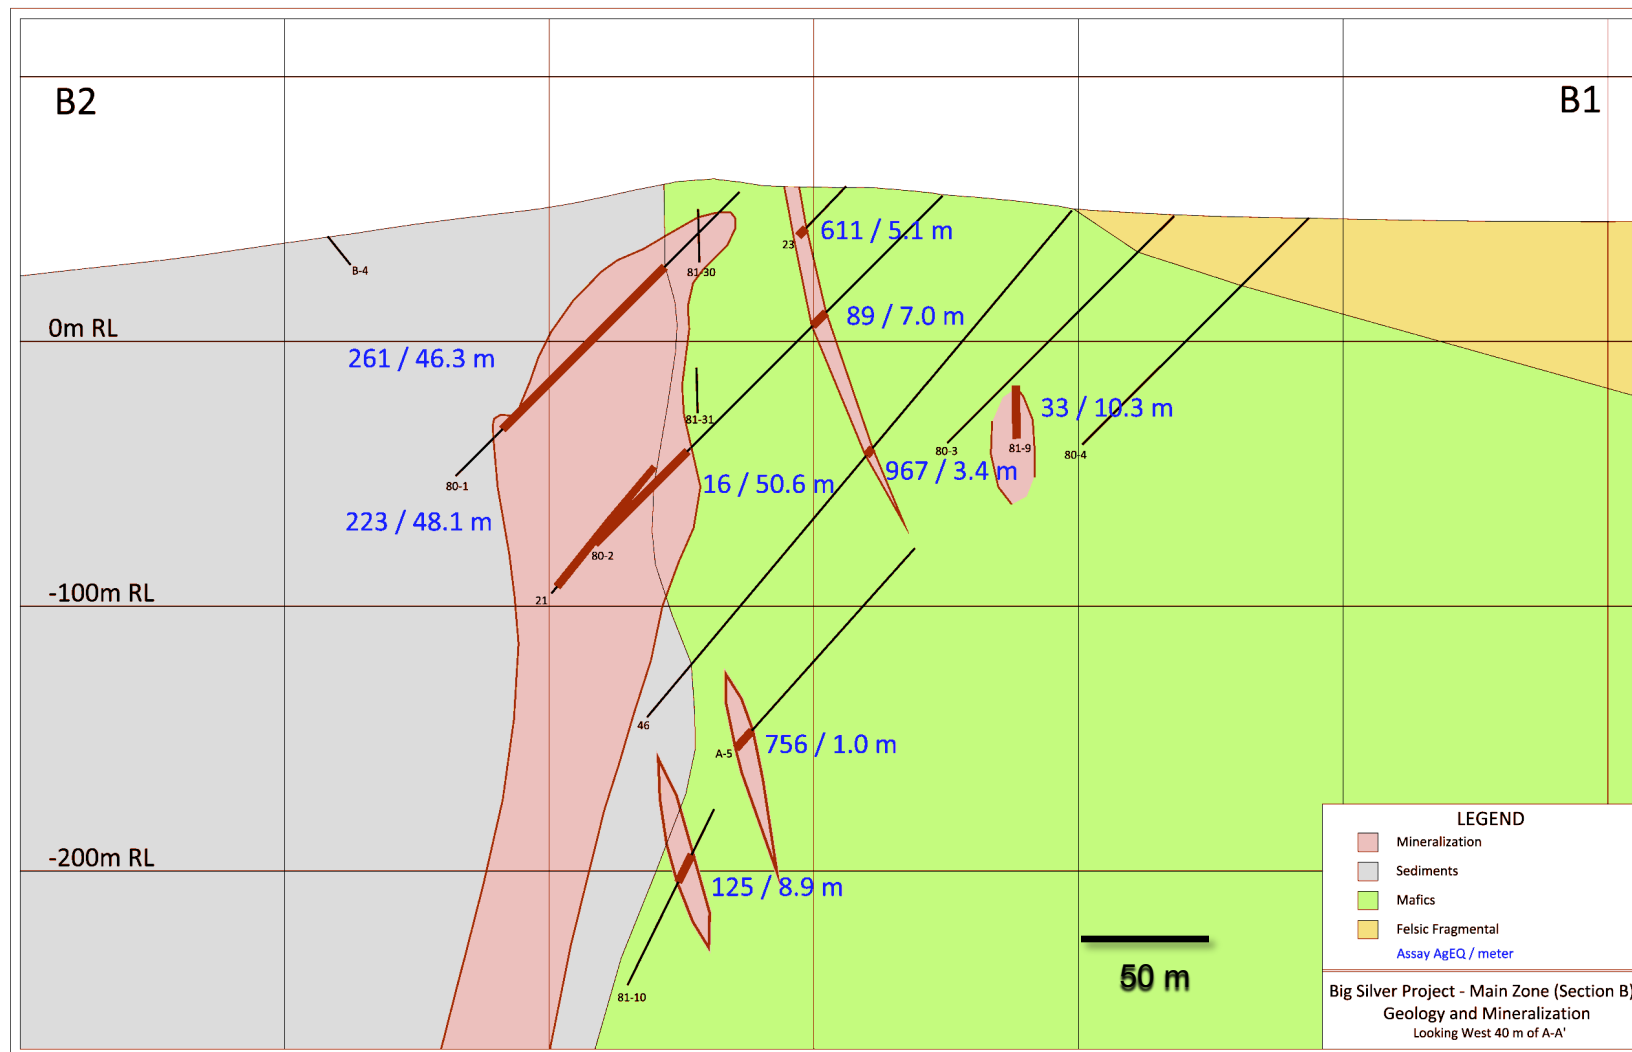 B2
B1
B-4
81-30
23
611 / 5.1 m
0m RL
89 / 7.0 m
261 / 46.3 m
81-31
33 / 10.3 m
80-3
81-9
80-4
80-1
16 / 50.6 m
967 / 3.4 m
223 / 48.1 m
80-2
-100m RL
21
46
A-5
756 / 1.0 m
-200m RL
125 / 8.9 m
81-10
50 m
LEGEND
Mineralization
Sediments
Mafics
Felsic Fragmental
Assay AgEQ / meter
Big Silver Project - Main Zone (Section B)
Geology and Mineralization
Looking West 40 m of A-A'